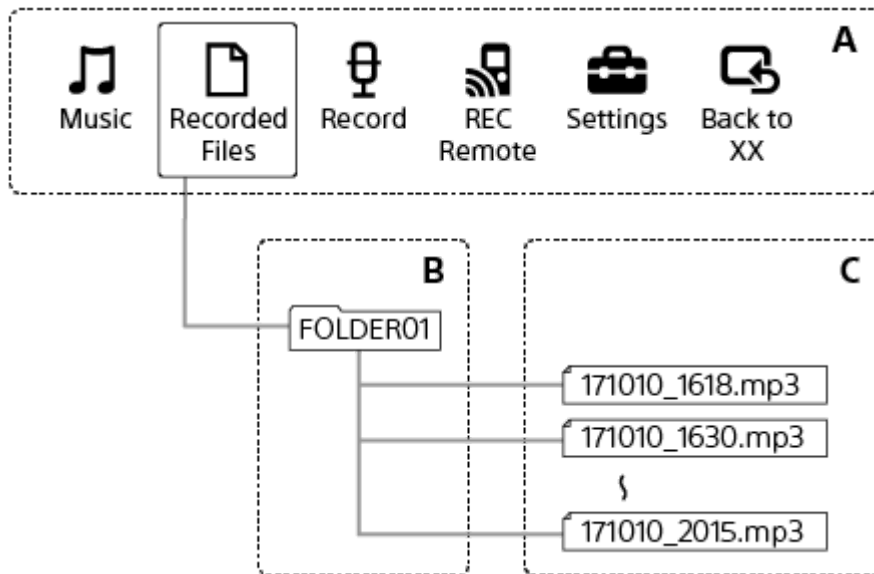 A
Music
Recorded
Files
Record
REC
Remote
Settings
Back to
XX
B
C
FOLDER01
171010_1618.mp3
171010_1630.mp3
171010_2015.mp3